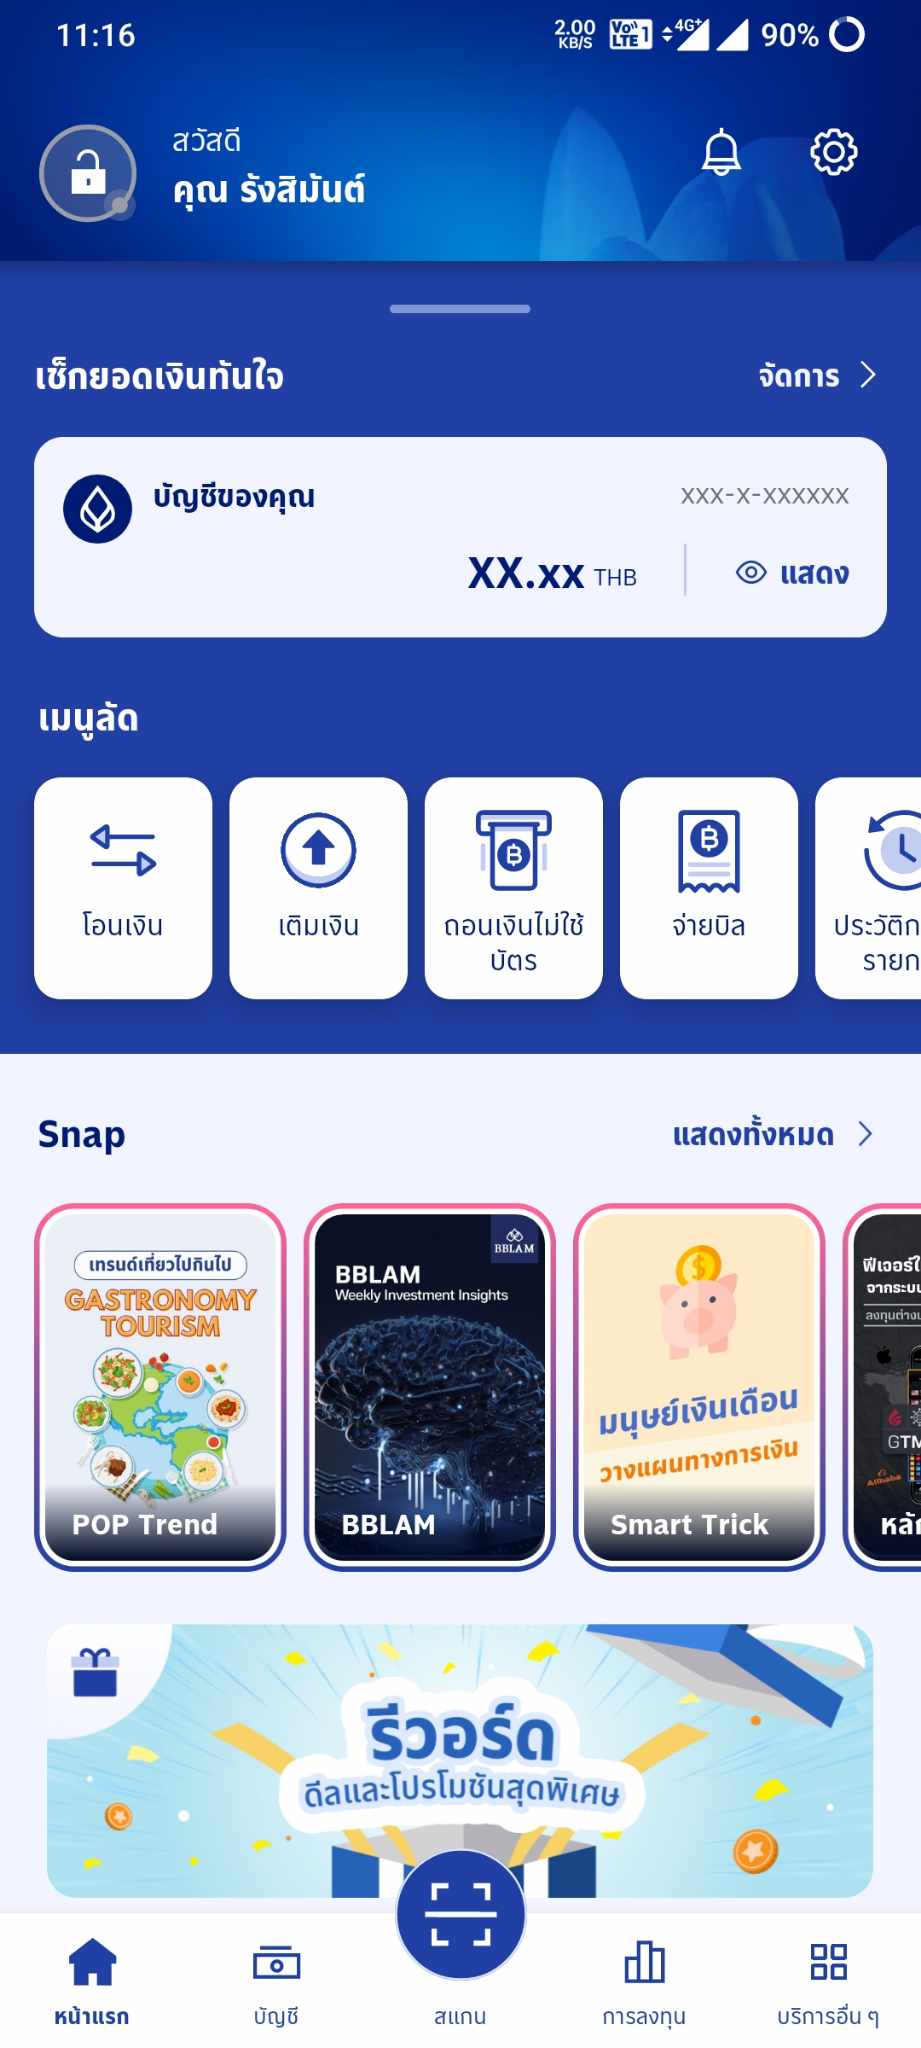 11:16
2.00 KB/S VoLTE 1 4G+ 90%
สวัสดี
คุณ รังสิมันต์
เช็กยอดเงินทันใจ
จัดการ
บัญชีของคุณ
xxx-x-xxxxxx
XX.xx THB
แสดง
เมนูลัด
โอนเงิน
เติมเงิน
ถอนเงินไม่ใช้
บัตร
จ่ายบิล
ประวัติก
รายก
Snap
แสดงทั้งหมด
เทรนด์เที่ยวไปกินไป
GASTRONOMY
TOURISM
POP Trend
BBLAM
BBLAM
Weekly Investment Insights
BBLAM
มนุษย์เงินเดือน
วางแผนทางการเงิน
Smart Trick
ฟีเจอร์ใ
จากระบบ
ลงทุนต่างป
GTM
Alibaba
หลัก
รีวอร์ด
ดีลและโปรโมชันสุดพิเศษ
หน้าแรก
บัญชี
สแกน
การลงทุน
บริการอื่น ๆ